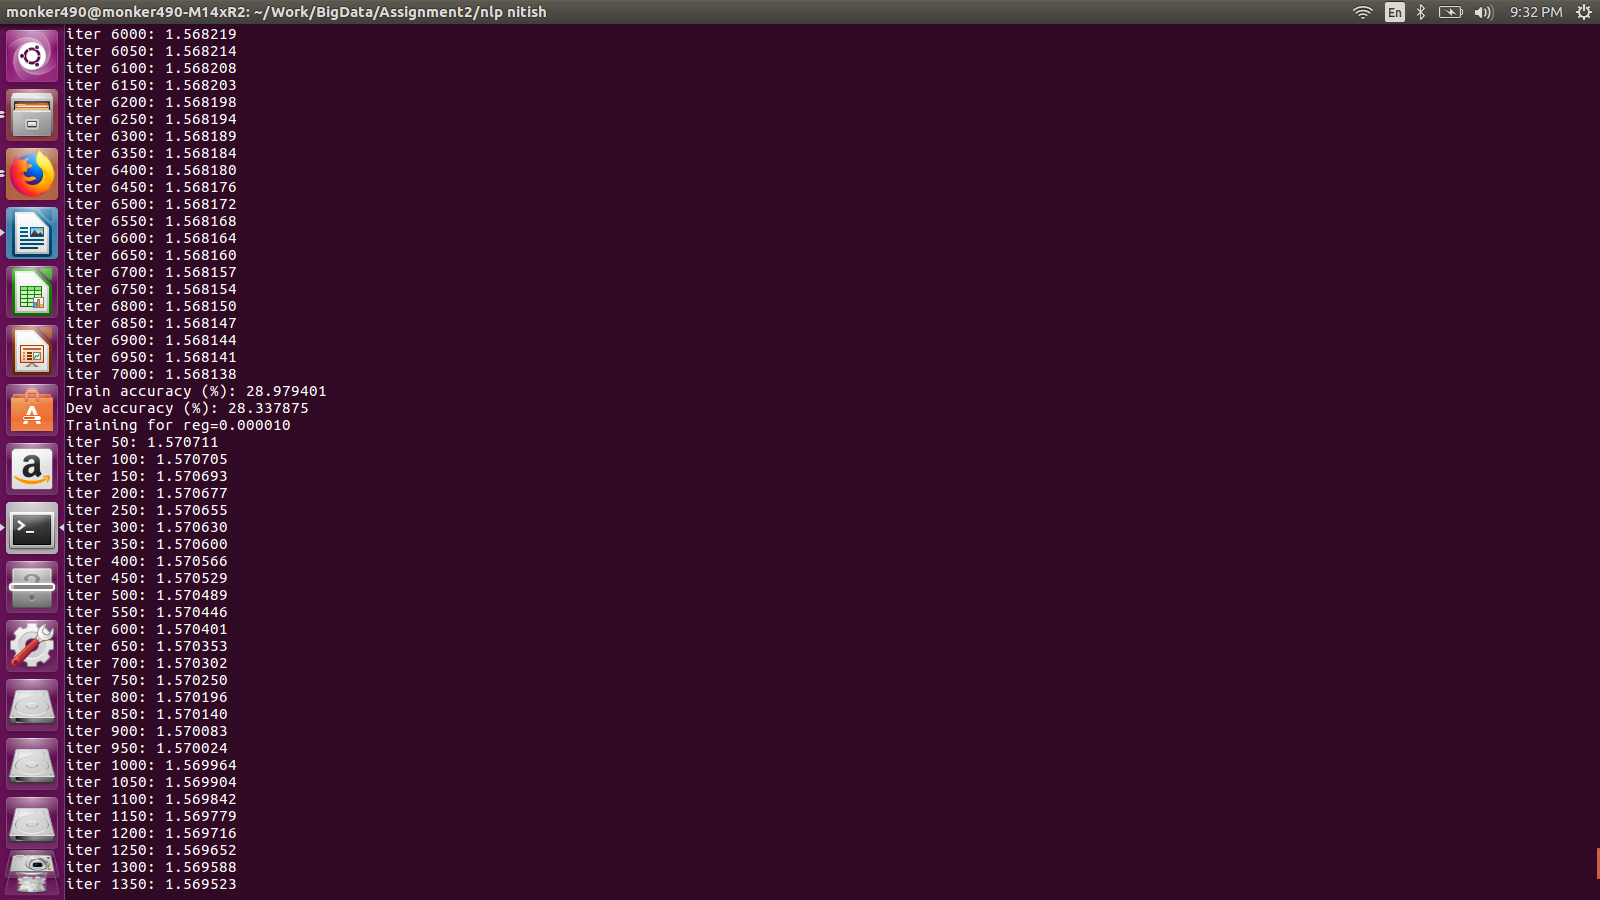 monker490@monker490-M14xR2: ~/Work/BigData/Assignment2/nlp nitish
En
9:32 PM
iter 6000: 1.568219
iter 6050: 1.568214
iter 6100: 1.568208
iter 6150: 1.568203
iter 6200: 1.568198
iter 6250: 1.568194
iter 6300: 1.568189
iter 6350: 1.568184
iter 6400: 1.568180
iter 6450: 1.568176
iter 6500: 1.568172
iter 6550: 1.568168
iter 6600: 1.568164
iter 6650: 1.568160
iter 6700: 1.568157
iter 6750: 1.568154
iter 6800: 1.568150
iter 6850: 1.568147
iter 6900: 1.568144
iter 6950: 1.568141
iter 7000: 1.568138
Train accuracy (%): 28.979401
Dev accuracy (%): 28.337875
Training for reg=0.000010
iter 50: 1.570711
iter 100: 1.570705
iter 150: 1.570693
iter 200: 1.570677
iter 250: 1.570655
iter 300: 1.570630
iter 350: 1.570600
iter 400: 1.570566
iter 450: 1.570529
iter 500: 1.570489
iter 550: 1.570446
iter 600: 1.570401
iter 650: 1.570353
iter 700: 1.570302
iter 750: 1.570250
iter 800: 1.570196
iter 850: 1.570140
iter 900: 1.570083
iter 950: 1.570024
iter 1000: 1.569964
iter 1050: 1.569904
iter 1100: 1.569842
iter 1150: 1.569779
iter 1200: 1.569716
iter 1250: 1.569652
iter 1300: 1.569588
iter 1350: 1.569523